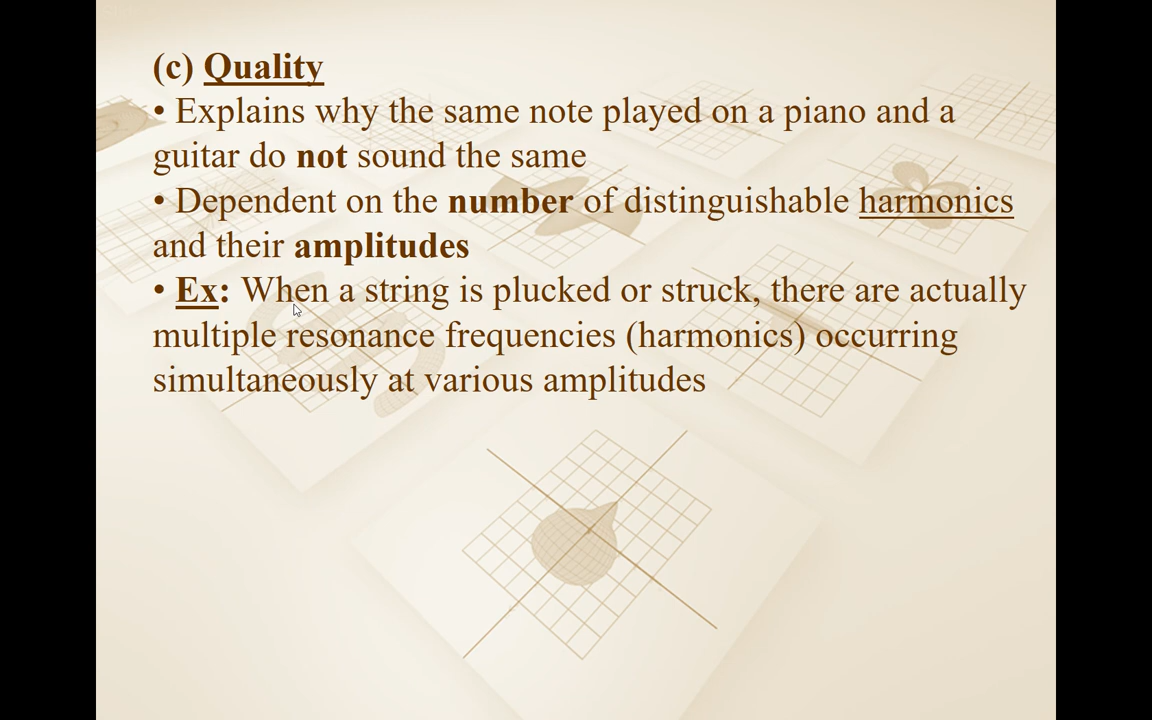 (c) Quality
• Explains why the same note played on a piano and a
guitar do not sound the same
• Dependent on the number of distinguishable harmonics
and their amplitudes
• Ex: When a string is plucked or struck, there are actually
multiple resonance frequencies (harmonics) occurring
simultaneously at various amplitudes